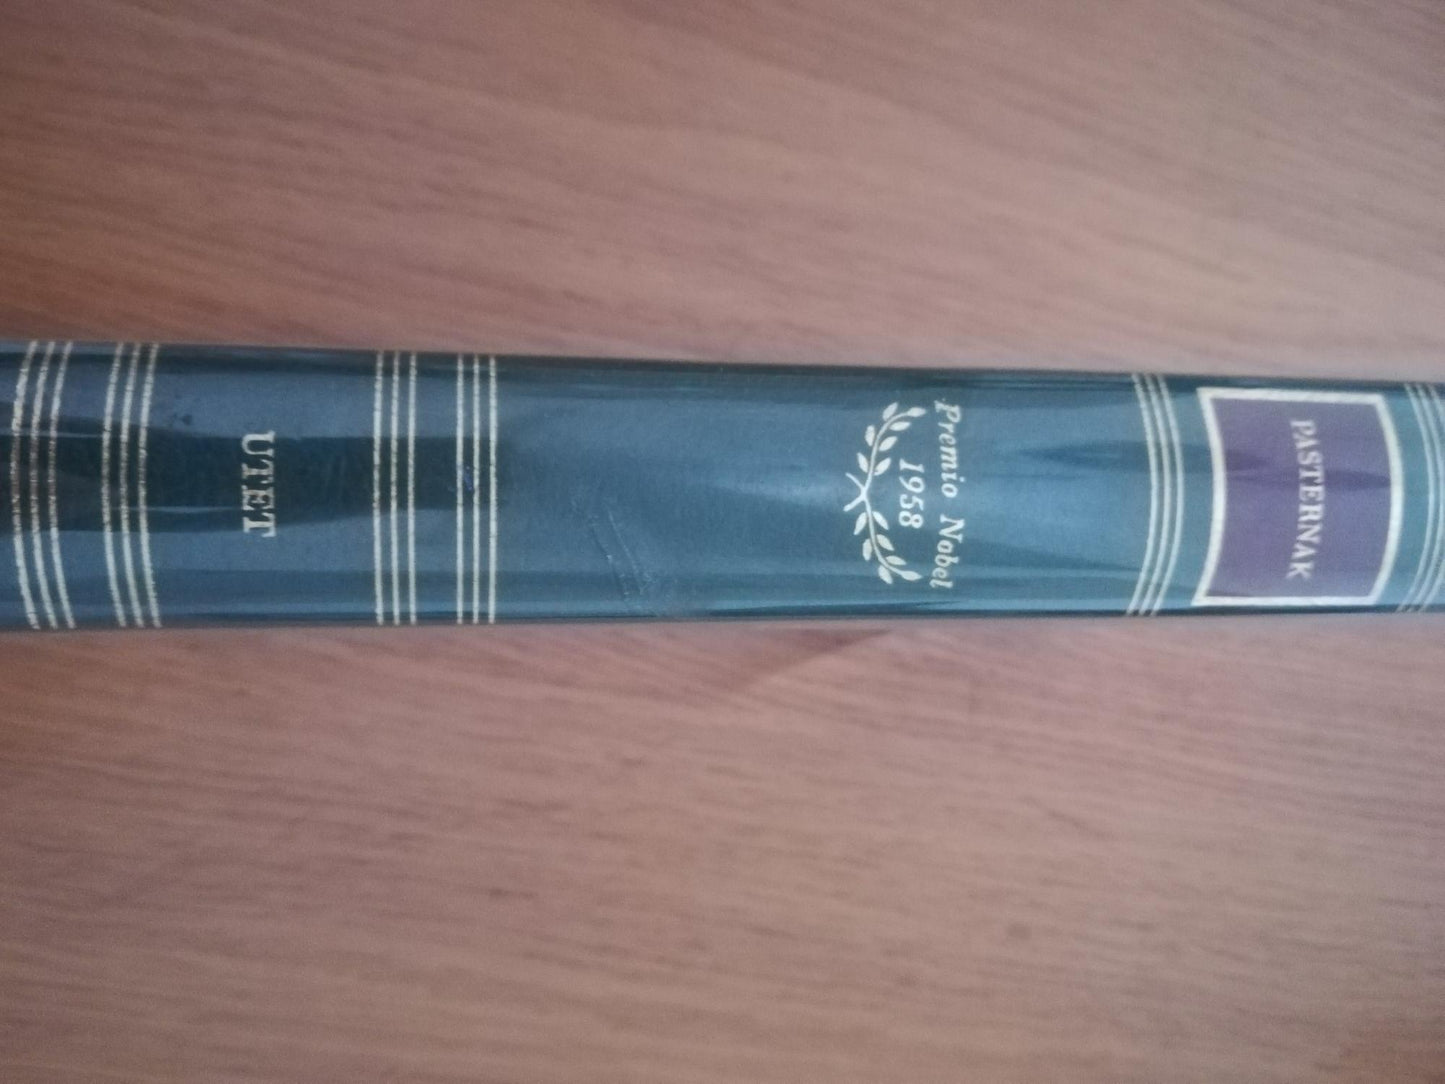 PASTERNAK
Premio Nobel
1958
UTET